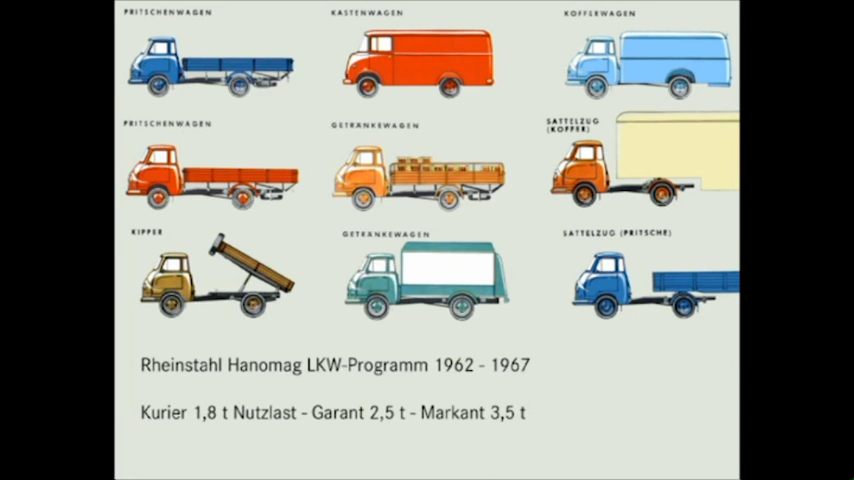 PRITSCHENWAGEN
KASTENWAGEN
KOFFERWAGEN
PRITSCHENWAGEN
GETRÄNKEWAGEN
SATTELZUG
(KOFFER)
KIPPER
GETRÄNKEWAGEN
SATTELZUG (PRITSCHE)
Rheinstahl Hanomag LKW-Programm 1962 - 1967
Kurier 1,8 t Nutzlast - Garant 2,5 t - Markant 3,5 t